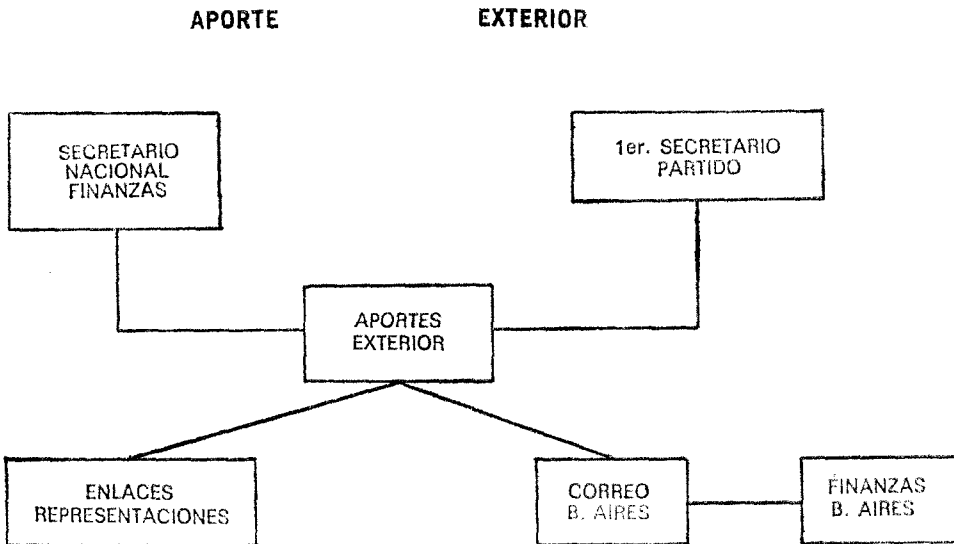 APORTE EXTERIOR
SECRETARIO
NACIONAL
FINANZAS
1er. SECRETARIO
PARTIDO
APORTES
EXTERIOR
ENLACES
REPRESENTACIONES
CORREO
B. AIRES
FINANZAS
B. AIRES